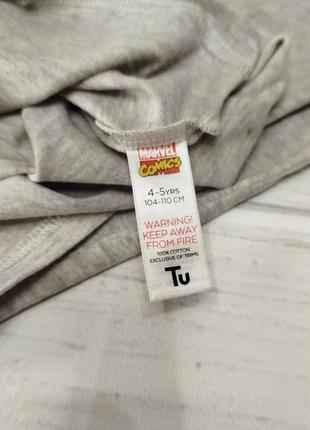 MARVEL
COMICS
4-5YRS
104-110 CM
WARNING!
KEEP AWAY
FROM FIRE
100% COTTON
EXCLUSIVE OF TRIMS
Tu